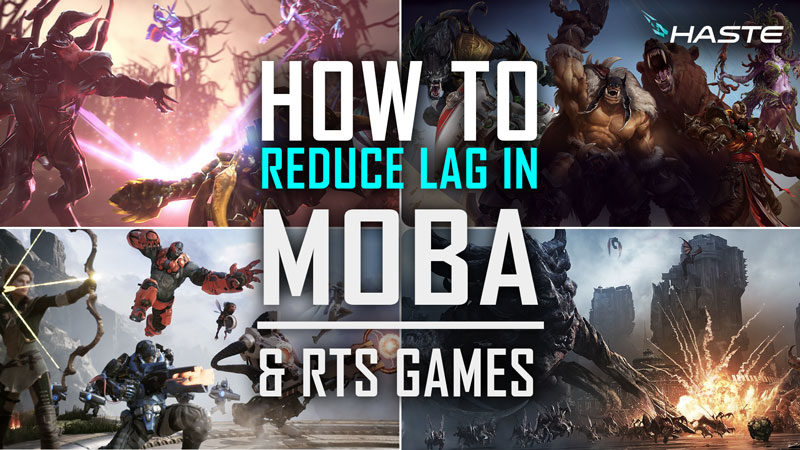 HASTE
HOW TO
REDUCE LAG IN
MOBA
& RTS GAMES